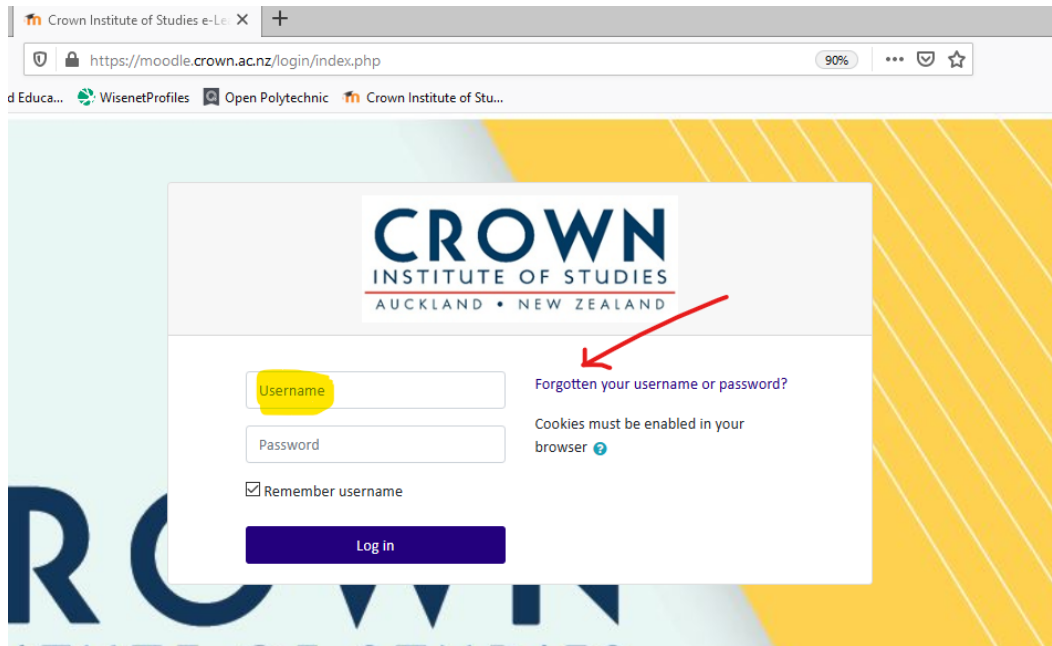 Crown Institute of Studies e-Le
https://moodle.crown.ac.nz/login/index.php
90%
d Educa... WisenetProfiles Open Polytechnic Crown Institute of Stu...
CROWN
INSTITUTE OF STUDIES
AUCKLAND • NEW ZEALAND
Username
Forgotten your username or password?
Cookies must be enabled in your
browser
Password
Remember username
Log in